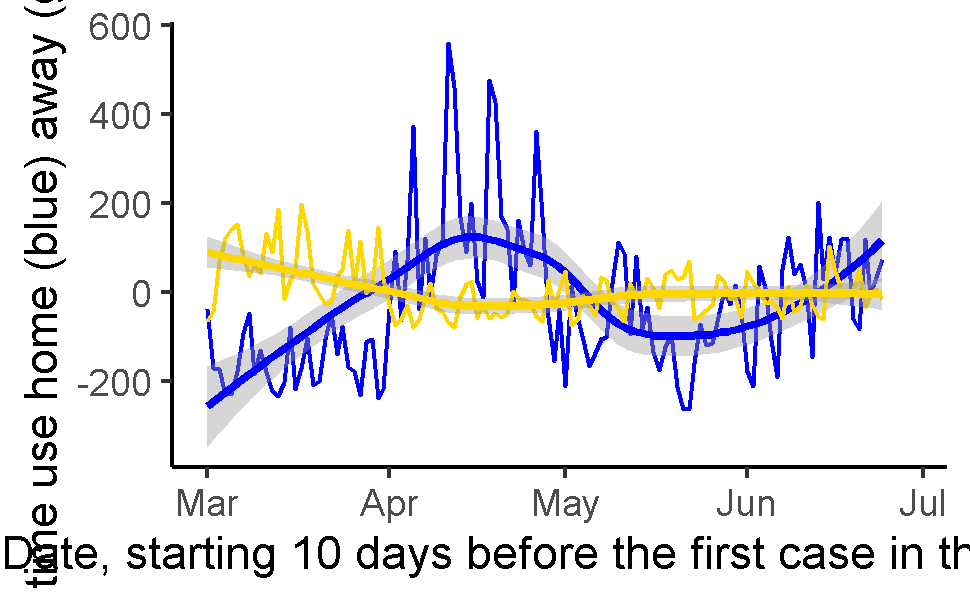 time use home (blue) away (
600
400
200
0
-200
Mar Apr May Jun Jul
Date, starting 10 days before the first case in th